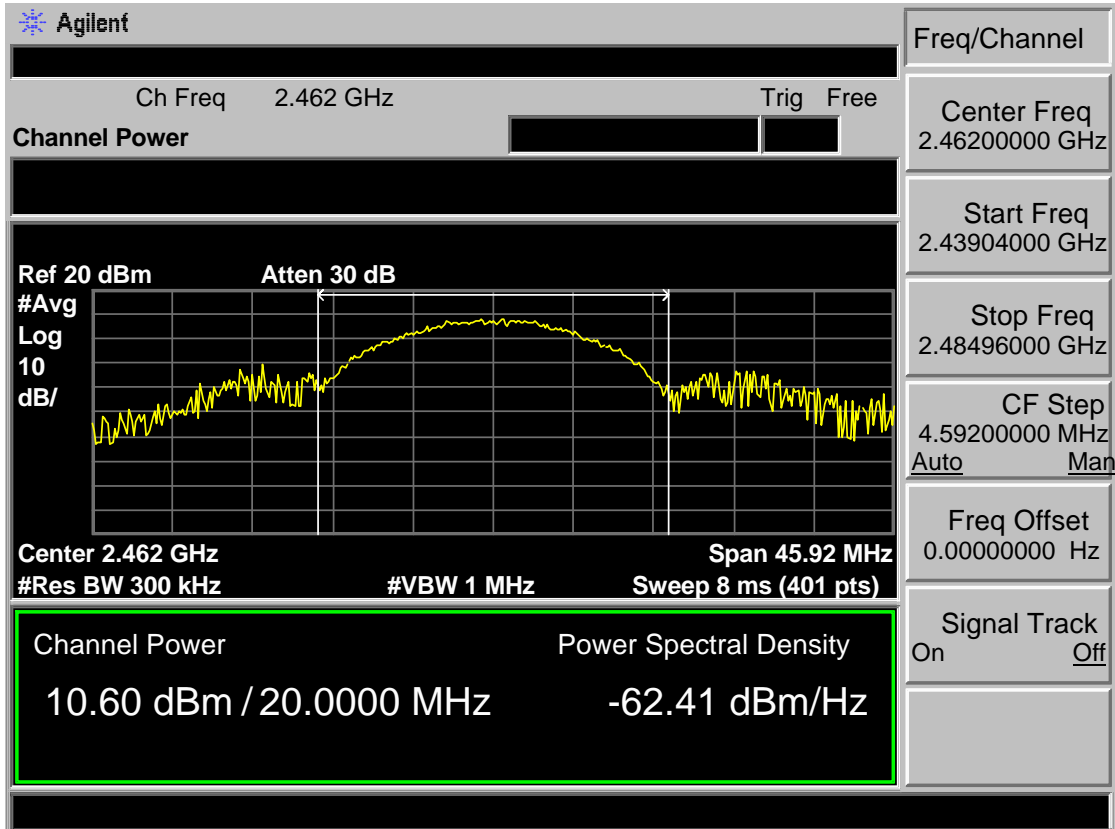 Agilent
Freq/Channel
Ch Freq 2.462 GHz Trig Free
Channel Power
Center Freq
2.46200000 GHz
Start Freq
2.43904000 GHz
Stop Freq
2.48496000 GHz
CF Step
4.59200000 MHz
Auto Man
Freq Offset
0.00000000 Hz
Signal Track
On Off
Ref 20 dBm Atten 30 dB
#Avg
Log
10
dB/
Center 2.462 GHz Span 45.92 MHz
#Res BW 300 kHz #VBW 1 MHz Sweep 8 ms (401 pts)
Channel Power Power Spectral Density
10.60 dBm / 20.0000 MHz -62.41 dBm/Hz